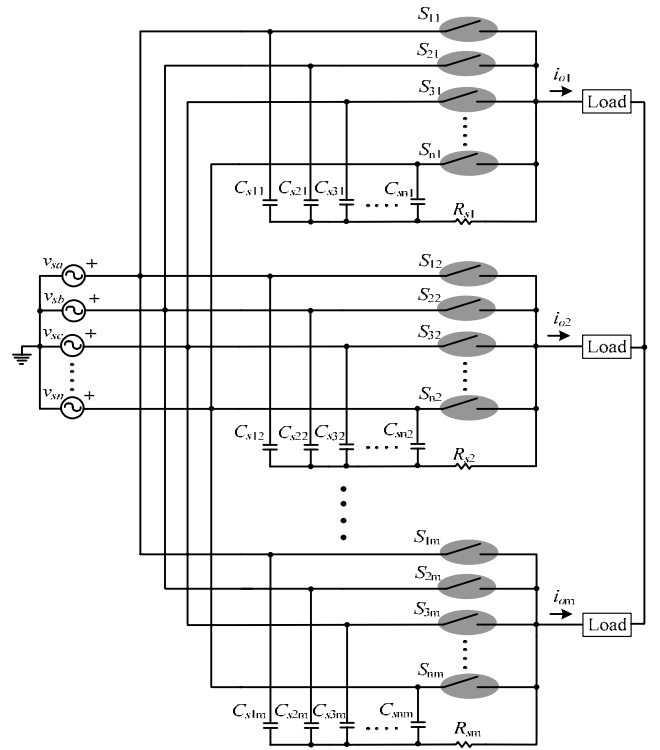 S11
S21
io1
S31
Load
Sn1
Cs11 Cs21 Cs31 Csn1
Rs1
vsa +
S12
vsb +
S22
io2
vsc +
S32
Load
vsn +
Sn2
Cs12 Cs22 Cs32 Csn2
Rs2
S1m
S2m
iom
S3m
Load
Snm
Cs1m Cs2m Cs3m Csnm
Rsm